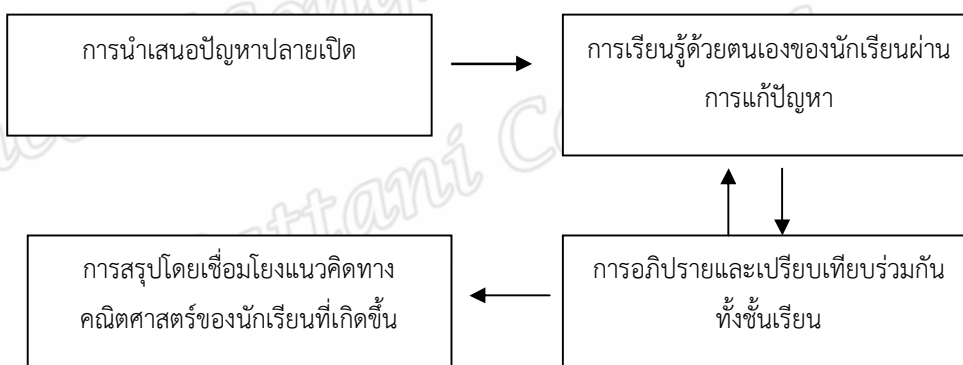 การนำเสนอปัญหาปลายเปิด
การเรียนรู้ด้วยตนเองของนักเรียนผ่าน
การแก้ปัญหา
การสรุปโดยเชื่อมโยงแนวคิดทาง
คณิตศาสตร์ของนักเรียนที่เกิดขึ้น
การอภิปรายและเปรียบเทียบร่วมกัน
ทั้งชั้นเรียน